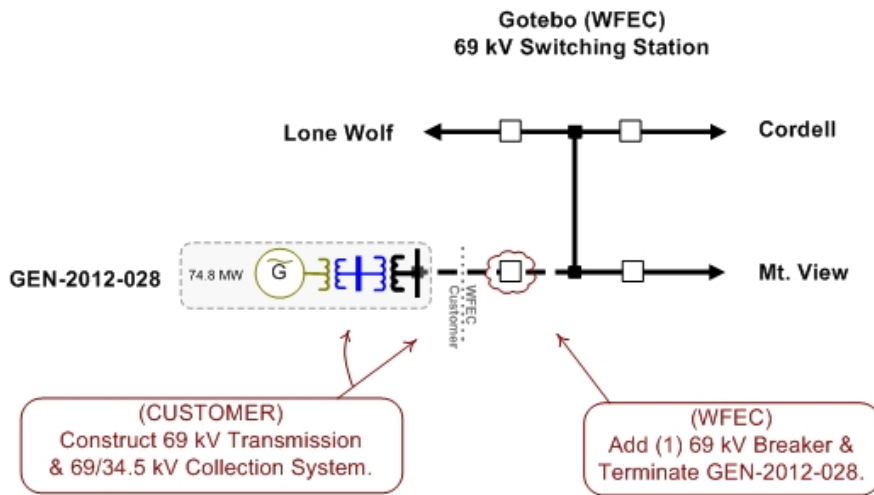 Gotebo (WFEC)
69 kV Switching Station
Lone Wolf
Cordell
GEN-2012-028
74.8 MW
G
WFEC
Customer
Mt. View
(CUSTOMER)
Construct 69 kV Transmission
& 69/34.5 kV Collection System.
(WFEC)
Add (1) 69 kV Breaker &
Terminate GEN-2012-028.